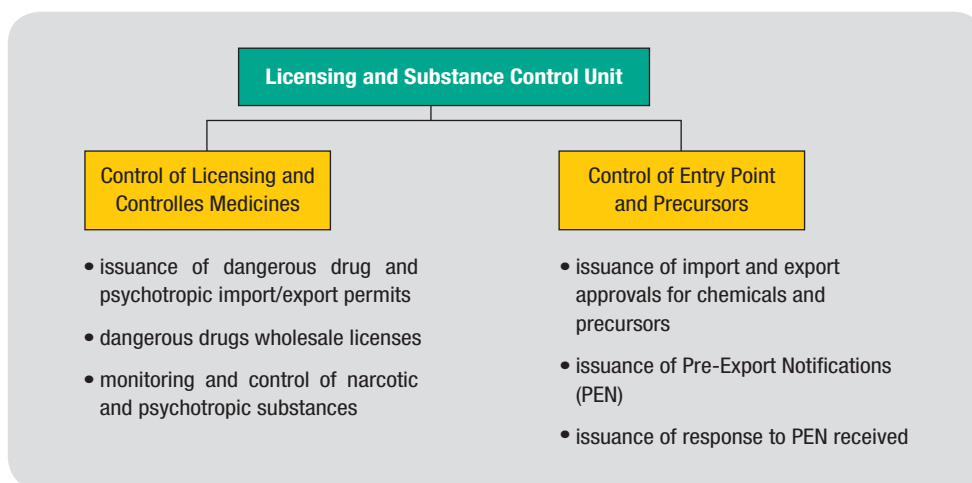 Licensing and Substance Control Unit
Control of Licensing and
Controlles Medicines
• issuance of dangerous drug and
psychotropic import/export permits
• dangerous drugs wholesale licenses
• monitoring and control of narcotic
and psychotropic substances
Control of Entry Point
and Precursors
• issuance of import and export
approvals for chemicals and
precursors
• issuance of Pre-Export Notifications
(PEN)
• issuance of response to PEN received